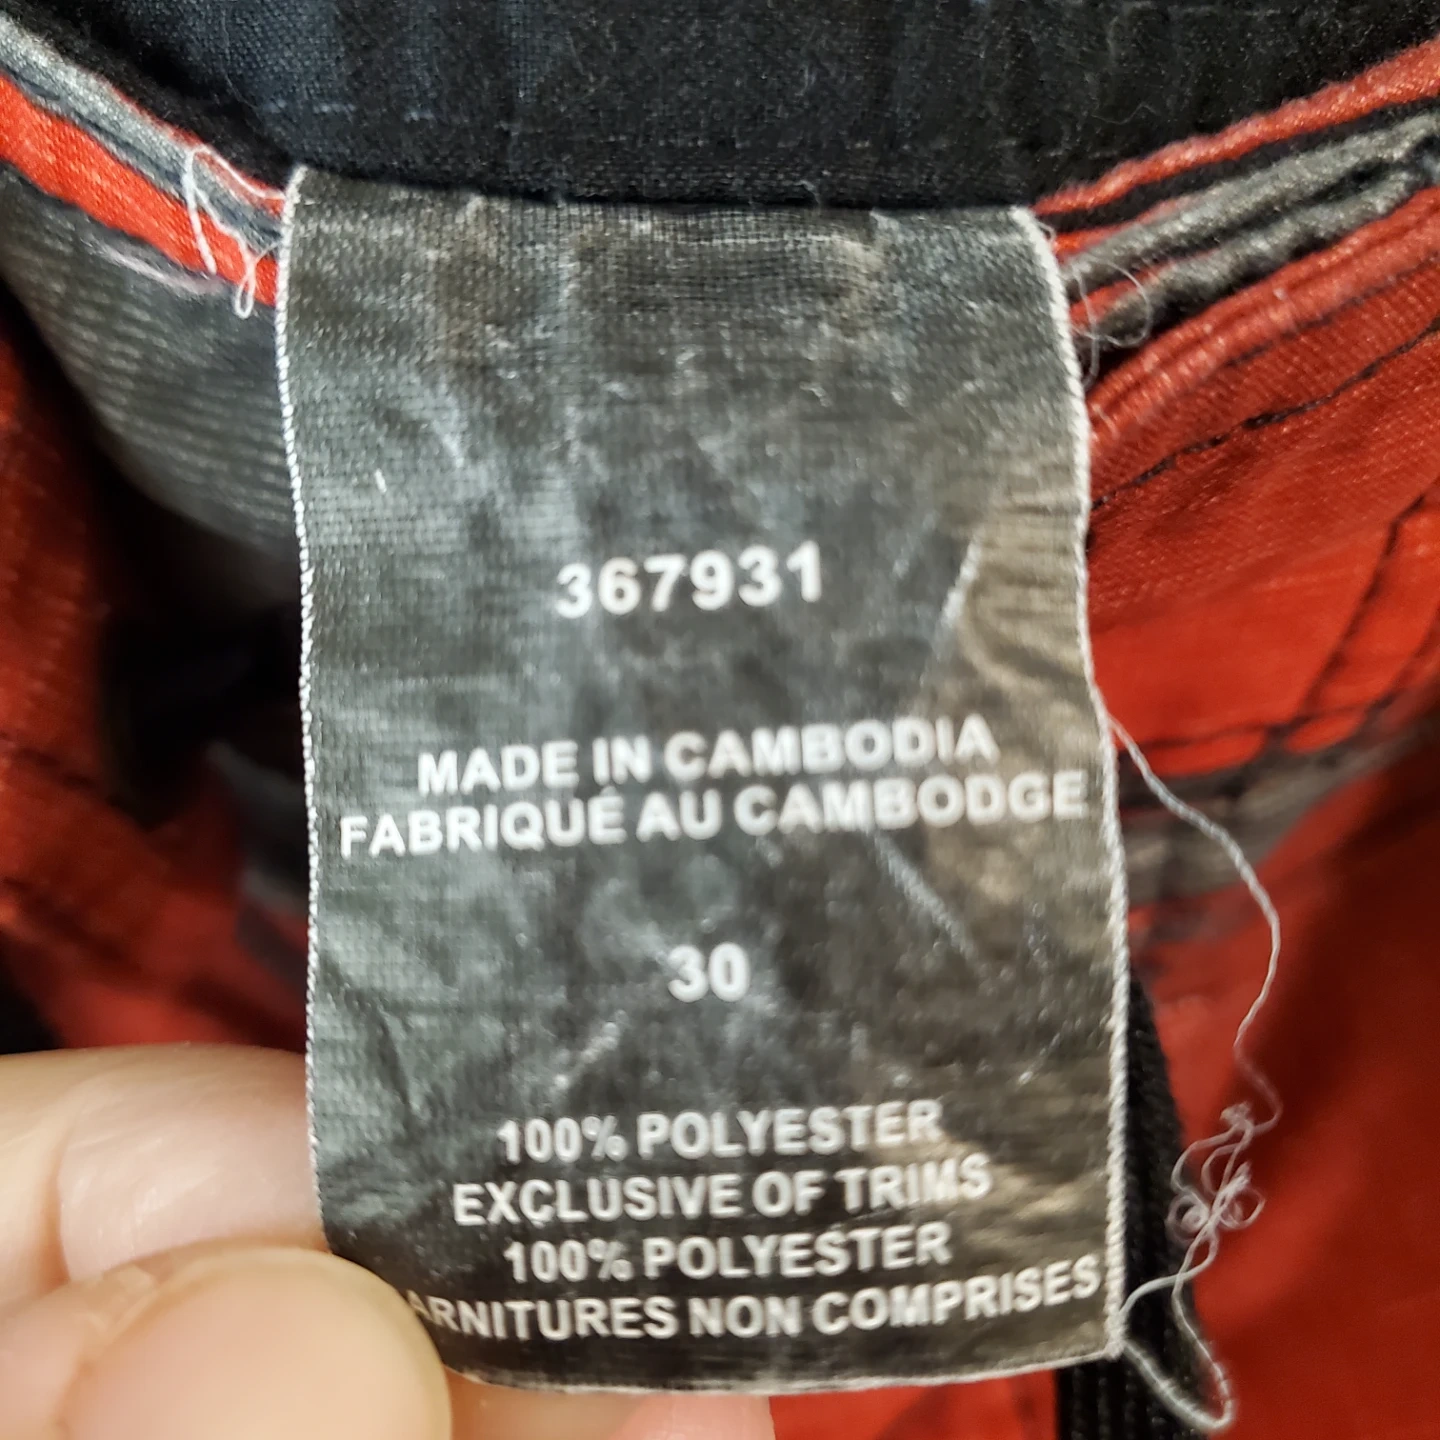 367931
MADE IN CAMBODIA
FABRIQUÉ AU CAMBODGE
30
100% POLYESTER
EXCLUSIVE OF TRIMS
100% POLYESTER
ARNITURES NON COMPRISES